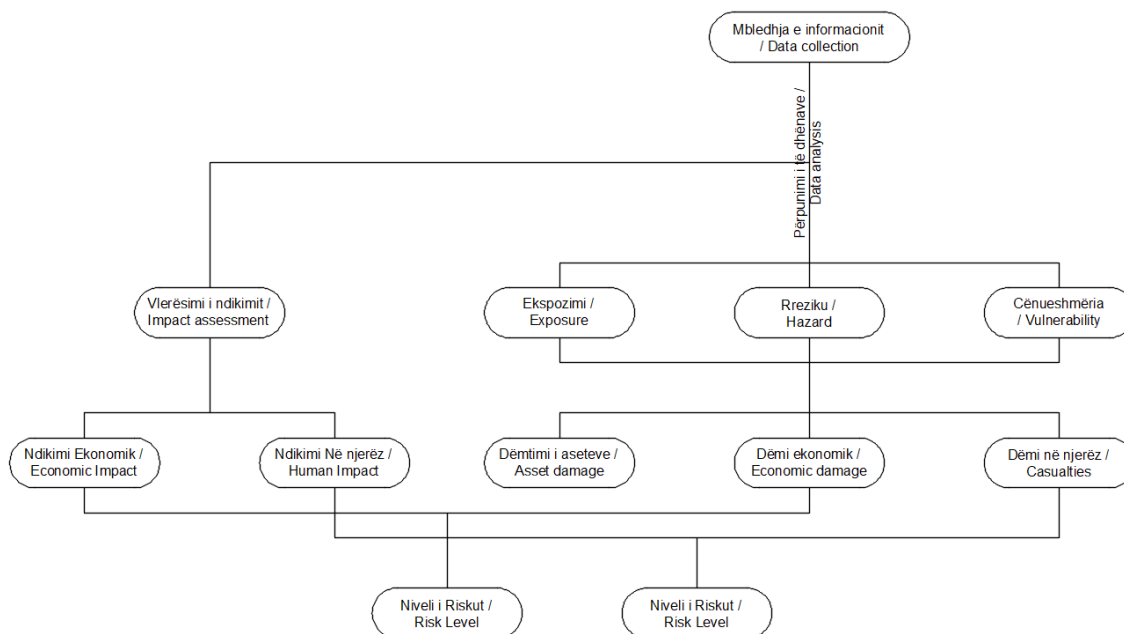 Mbledhja e informacionit
/ Data collection
Përpunimi i të dhënave /
Data analysis
Vlerësimi i ndikimit /
Impact assessment
Ekspozimi /
Exposure
Rreziku /
Hazard
Cënueshmëria
/ Vulnerability
Ndikimi Ekonomik /
Economic Impact
Ndikimi Në njerëz /
Human Impact
Dëmtimi i aseteve /
Asset damage
Dëmi ekonomik /
Economic damage
Dëmi në njerëz /
Casualties
Niveli i Riskut /
Risk Level
Niveli i Riskut /
Risk Level